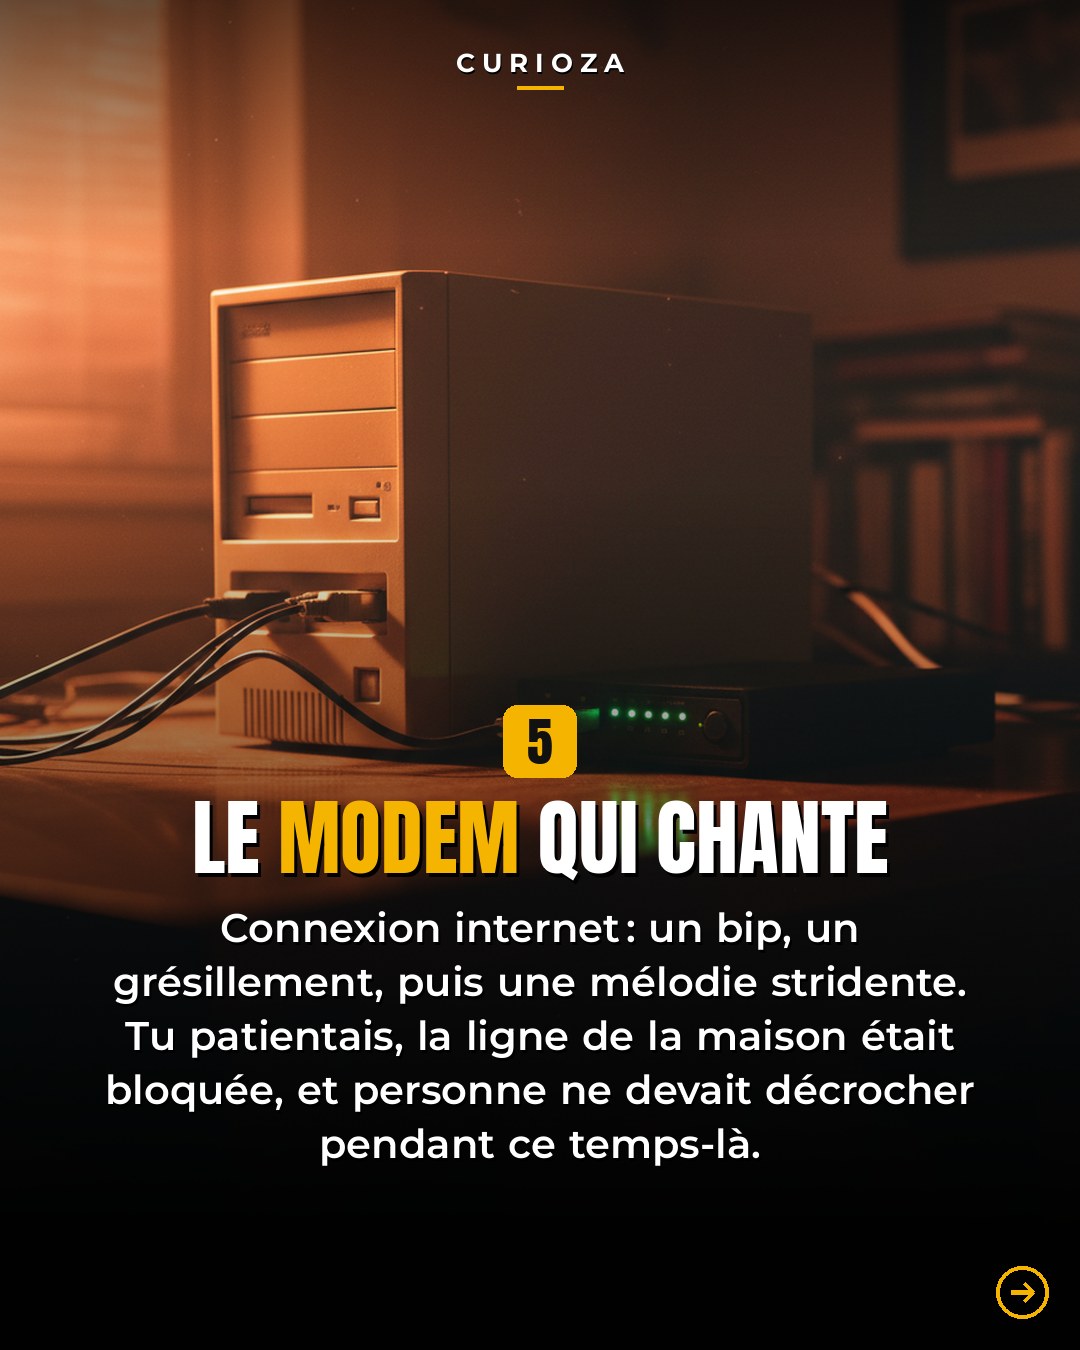 CURIOZA
5
LE MODEM QUI CHANTE
Connexion internet : un bip, un
grésillement, puis une mélodie stridente.
Tu patientais, la ligne de la maison était
bloquée, et personne ne devait décrocher
pendant ce temps-là.